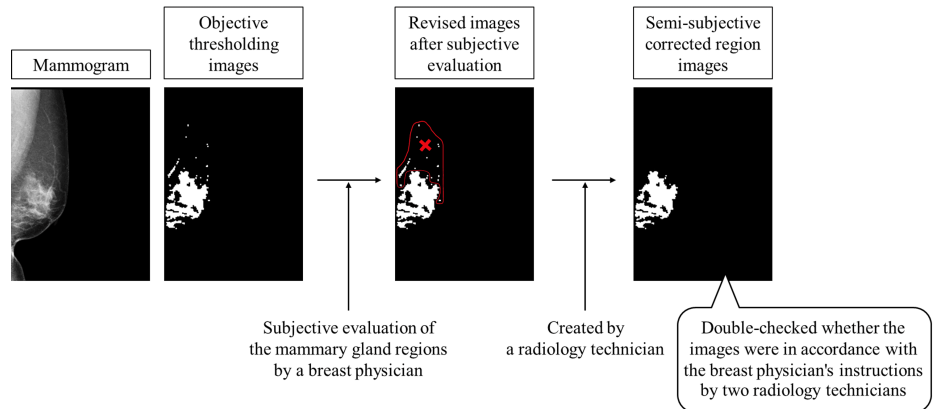 Mammogram
Objective
thresholding
images
Revised images
after subjective
evaluation
Semi-subjective
corrected region
images
Subjective evaluation of
the mammary gland regions
by a breast physician
Created by
a radiology technician
Double-checked whether the
images were in accordance with
the breast physician's instructions
by two radiology technicians